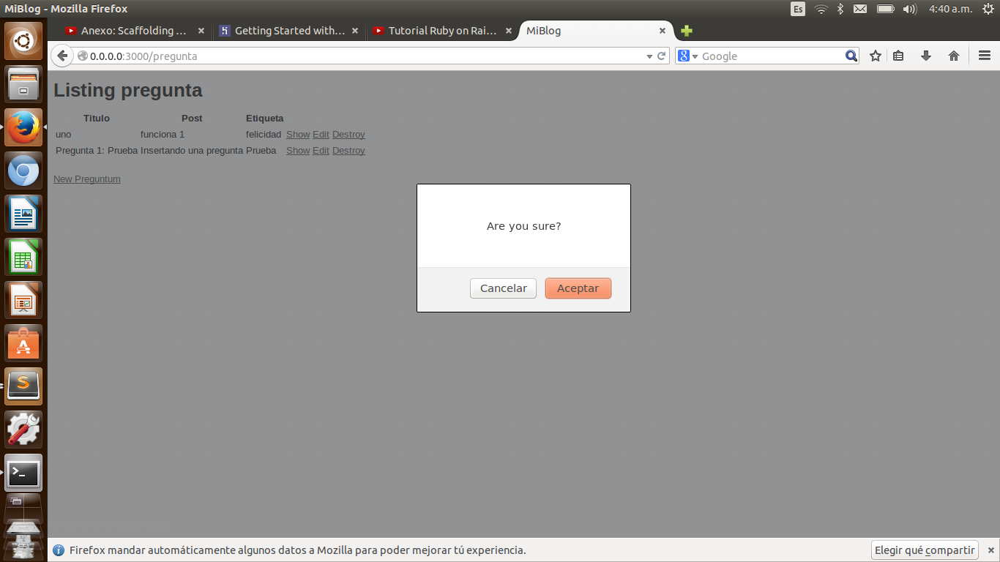 MiBlog - Mozilla Firefox
Es
4:40 a.m.
Anexo: Scaffolding ...
Getting Started with...
Tutorial Ruby on Rai...
MiBlog
0.0.0.0:3000/pregunta
Google
Listing pregunta
Titulo Post Etiqueta
uno funciona 1 felicidad Show Edit Destroy
Pregunta 1: Prueba Insertando una pregunta Prueba Show Edit Destroy
New Preguntum
Are you sure?
Cancelar Aceptar
Firefox mandar automáticamente algunos datos a Mozilla para poder mejorar tú experiencia.
Elegir qué compartir